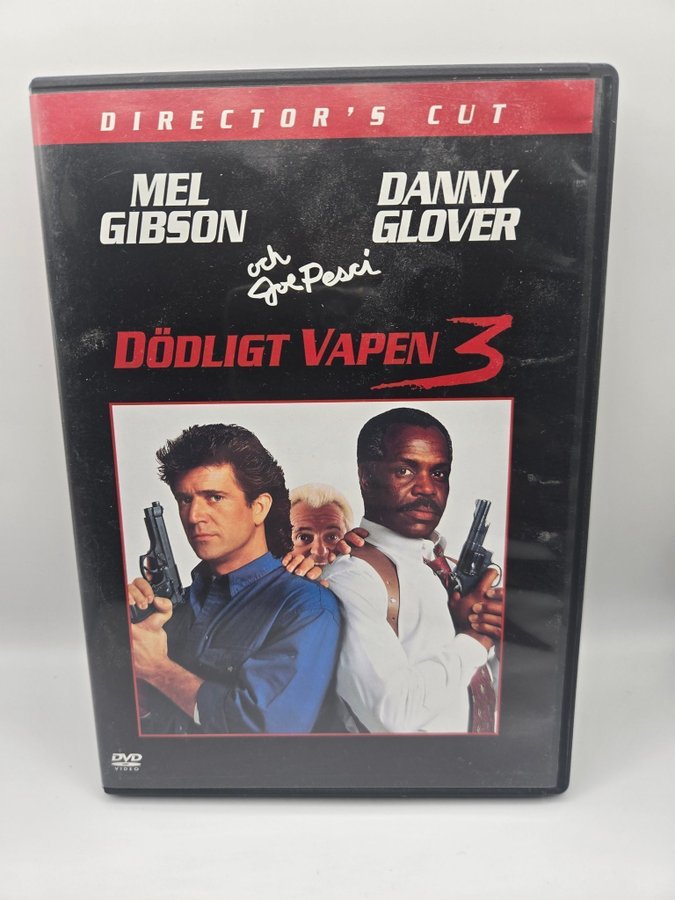 DIRECTOR'S CUT
MEL
GIBSON
DANNY
GLOVER
och
Joe Pesci
DÖDLIGT VAPEN 3
DVD
VIDEO